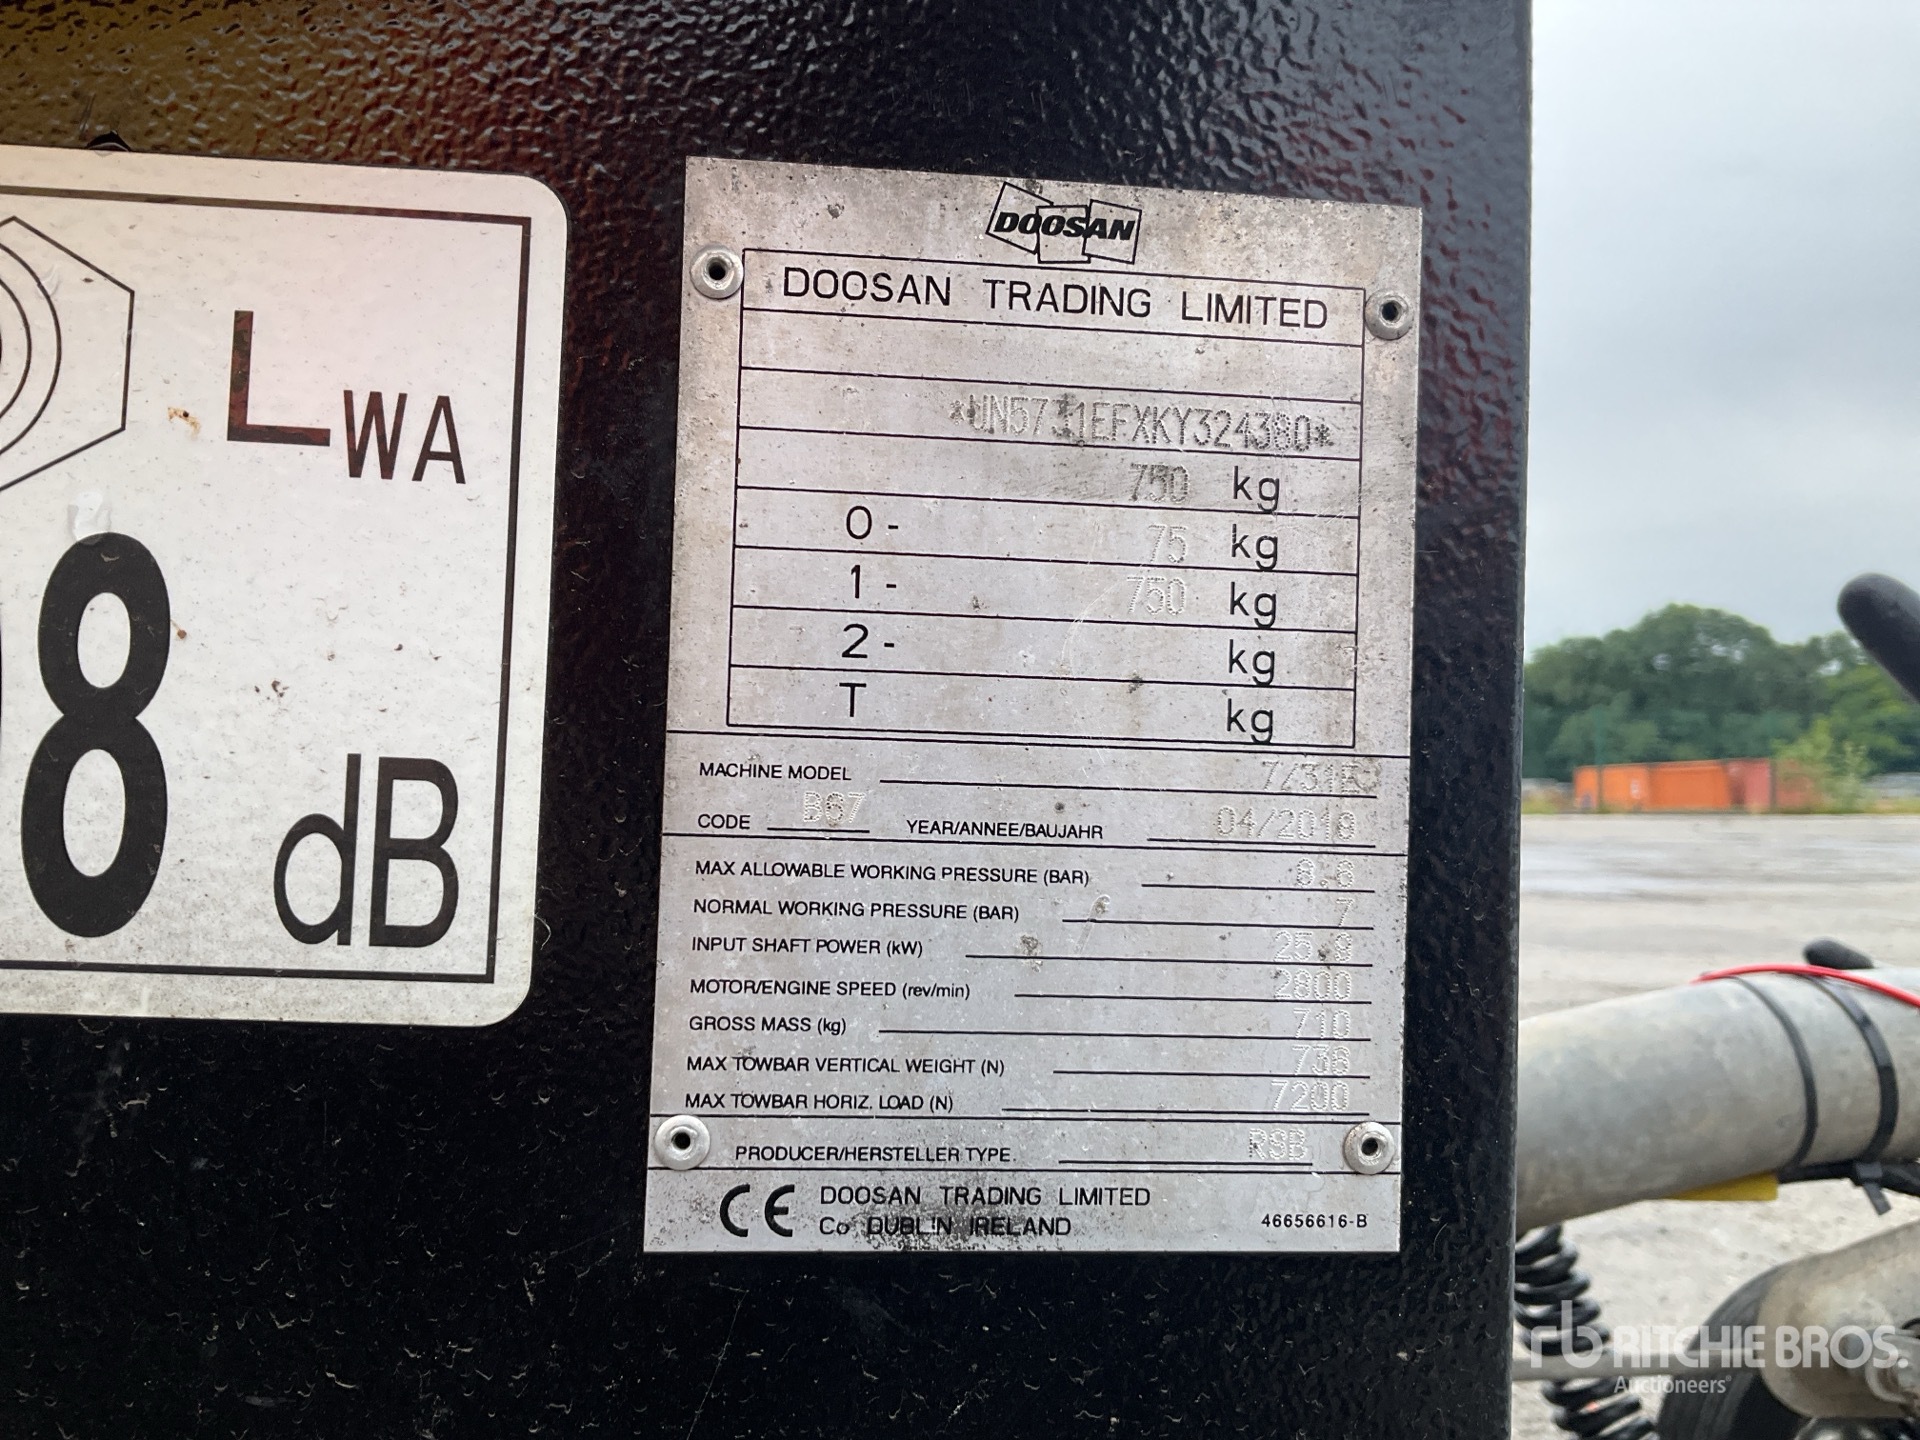 LWA
8 dB
DOOSAN
DOOSAN TRADING LIMITED
*UN5731EFXKY324380*
750 kg
0- 75 kg
1- 750 kg
2- kg
T kg
MACHINE MODEL 7/31E
CODE B67 YEAR/ANNEE/BAUJAHR 04/2018
MAX ALLOWABLE WORKING PRESSURE (BAR) 8.6
NORMAL WORKING PRESSURE (BAR) 7
INPUT SHAFT POWER (kW) 25.9
MOTOR/ENGINE SPEED (rev/min) 2800
GROSS MASS (kg) 710
MAX TOWBAR VERTICAL WEIGHT (N) 736
MAX TOWBAR HORIZ. LOAD (N) 7200
PRODUCER/HERSTELLER TYPE. RSB
CE DOOSAN TRADING LIMITED
Co DUBLIN IRELAND 46656616-B
rb RITCHIE BROS.
Auctioneers